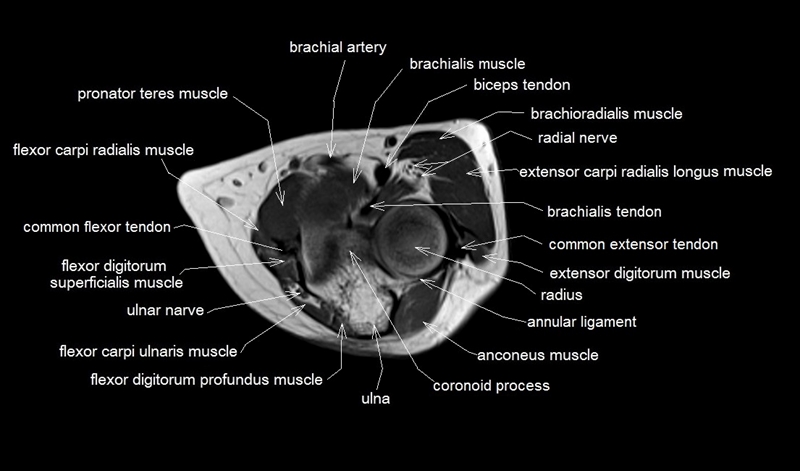 brachial artery
brachialis muscle
biceps tendon
pronator teres muscle
brachioradialis muscle
radial nerve
flexor carpi radialis muscle
extensor carpi radialis longus muscle
brachialis tendon
common flexor tendon
common extensor tendon
flexor digitorum
superficialis muscle
extensor digitorum muscle
radius
ulnar narve
annular ligament
flexor carpi ulnaris muscle
anconeus muscle
flexor digitorum profundus muscle
coronoid process
ulna